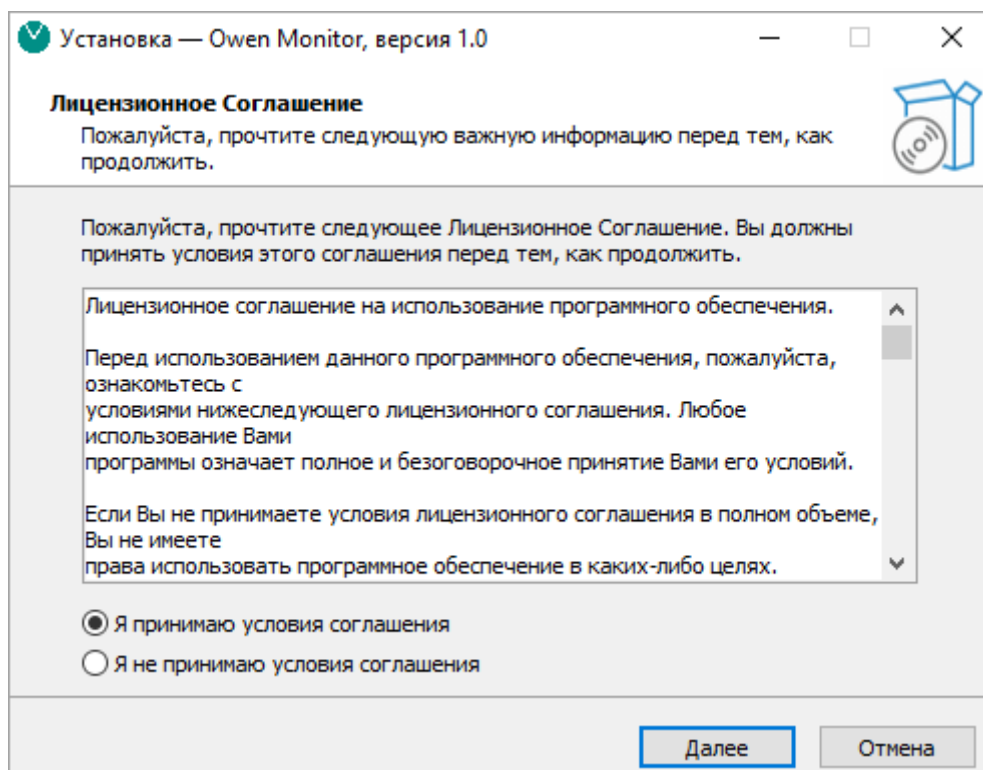 Установка — Owen Monitor, версия 1.0
Лицензионное Соглашение
Пожалуйста, прочтите следующую важную информацию перед тем, как
продолжить.
Пожалуйста, прочтите следующее Лицензионное Соглашение. Вы должны
принять условия этого соглашения перед тем, как продолжить.
Лицензионное соглашение на использование программного обеспечения.
Перед использованием данного программного обеспечения, пожалуйста,
ознакомьтесь с
условиями нижеследующего лицензионного соглашения. Любое
использование Вами
программы означает полное и безоговорочное принятие Вами его условий.
Если Вы не принимаете условия лицензионного соглашения в полном объеме,
Вы не имеете
права использовать программное обеспечение в каких-либо целях.
Я принимаю условия соглашения
Я не принимаю условия соглашения
Далее
Отмена